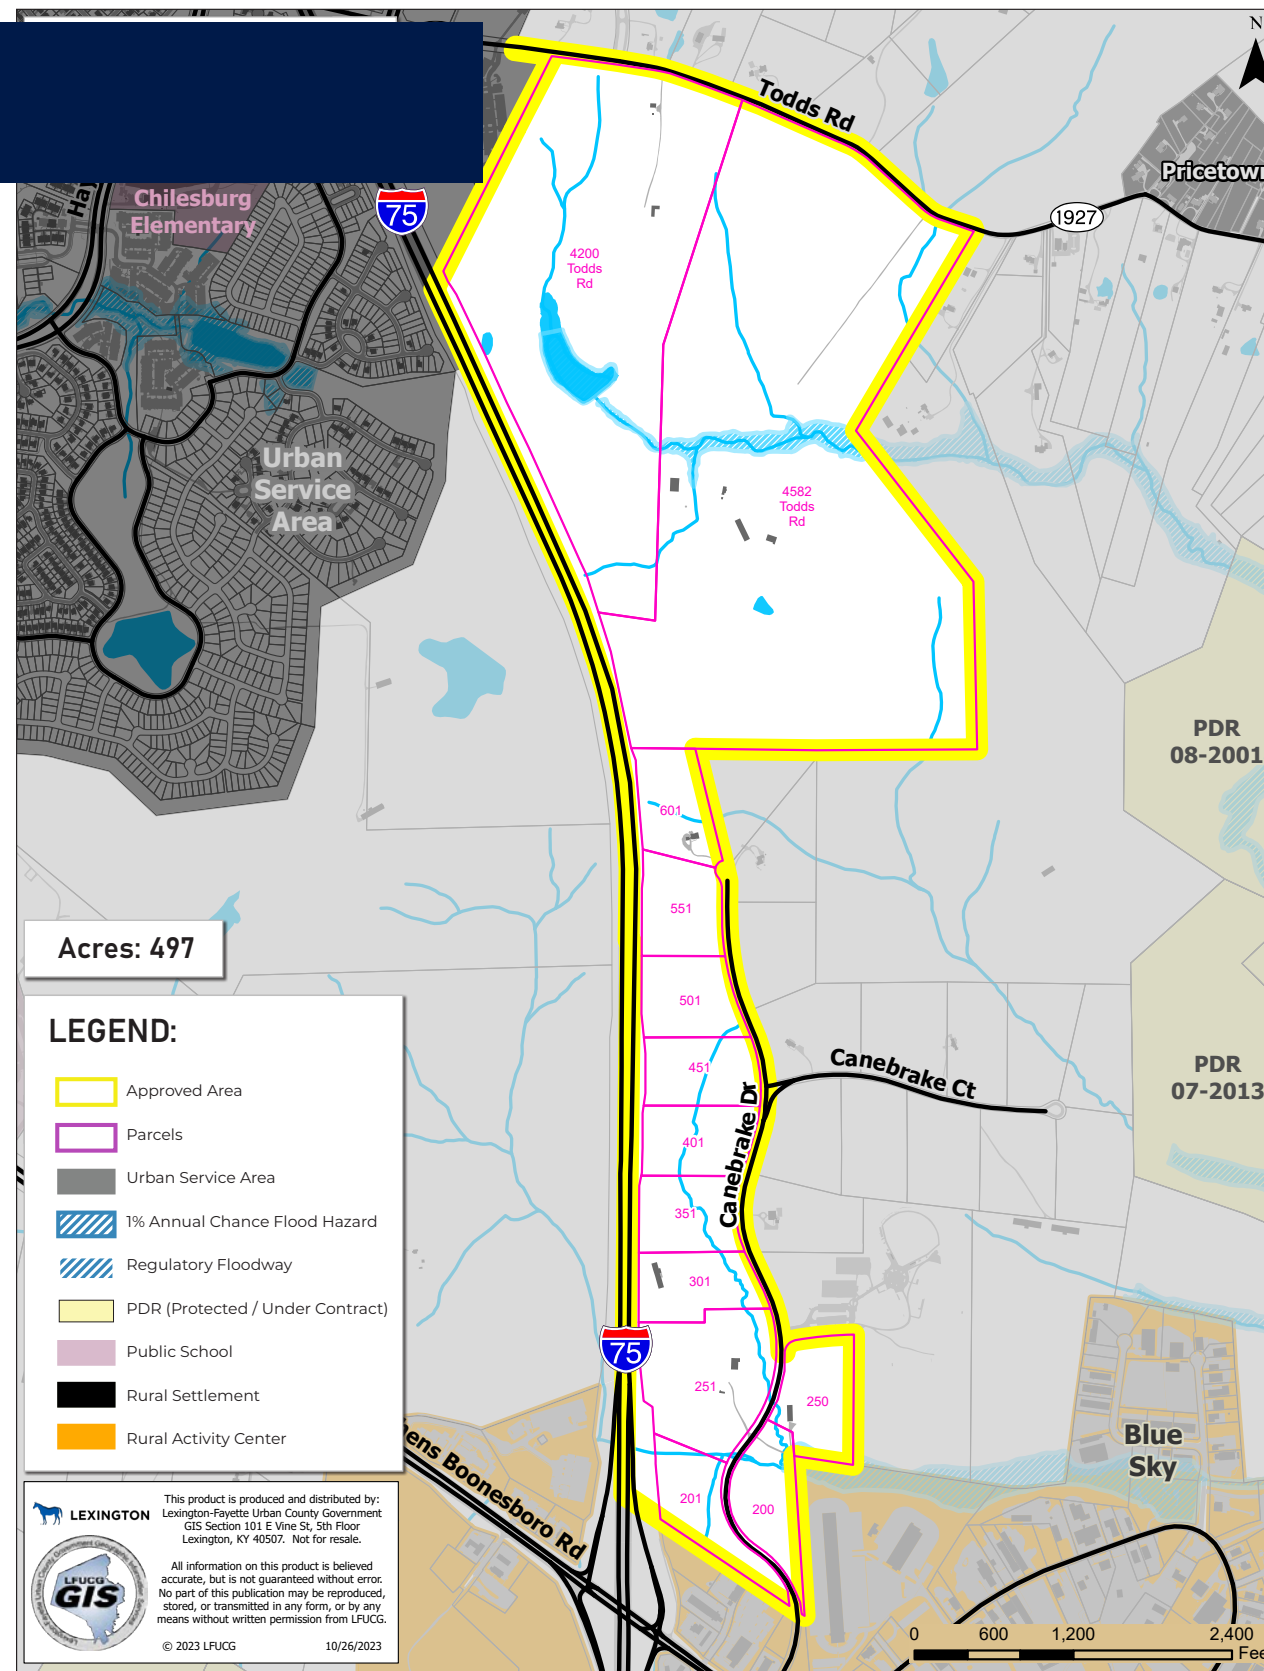 N
Todds Rd
Pricetown
Chilesburg
Elementary
75
1927
4200
Todds
Rd
Urban
Service
Area
4582
Todds
Rd
PDR
08-2001
601
551
Acres: 497
501
451
Canebrake Ct
PDR
07-2013
Canebrake Dr
401
351
301
75
251
250
Blue
Sky
201
200
LEGEND:
Approved Area
Parcels
Urban Service Area
1% Annual Chance Flood Hazard
Regulatory Floodway
PDR (Protected / Under Contract)
Public School
Rural Settlement
Rural Activity Center
Boonesboro Rd
LEXINGTON
This product is produced and distributed by:
Lexington-Fayette Urban County Government
GIS Section 101 E Vine St, 5th Floor
Lexington, KY 40507. Not for resale.
All information on this product is believed
accurate, but is not guaranteed without error.
No part of this publication may be reproduced,
stored, or transmitted in any form, or by any
means without written permission from LFUCG.
© 2023 LFUCG 10/26/2023
LFUCG
GIS
0 600 1,200 2,400
Fee